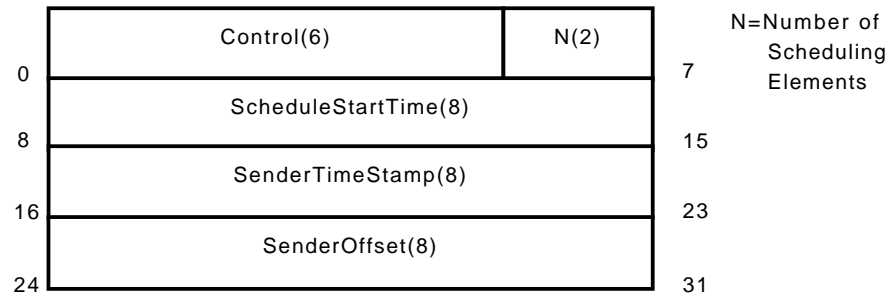 Control(6) N(2)
N=Number of
Scheduling
Elements
0 7
ScheduleStartTime(8)
8 15
SenderTimeStamp(8)
16 23
SenderOffset(8)
24 31